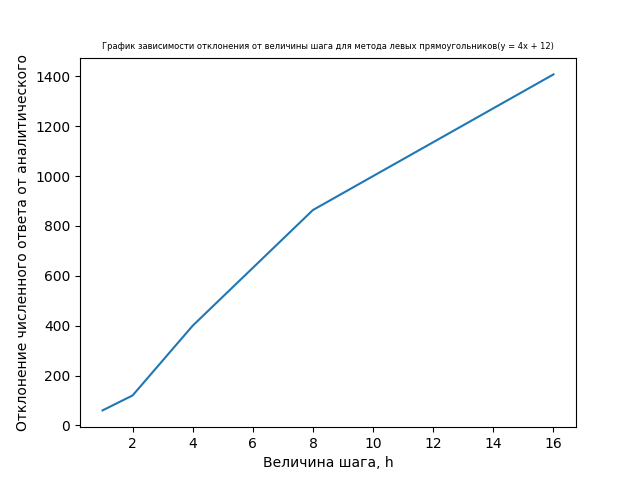 График зависимости отклонения от величины шага для метода левых прямоугольников(y = 4x + 12)
Отклонение численного ответа от аналитического
1400
1200
1000
800
600
400
200
0
2 4 6 8 10 12 14 16
Величина шага, h